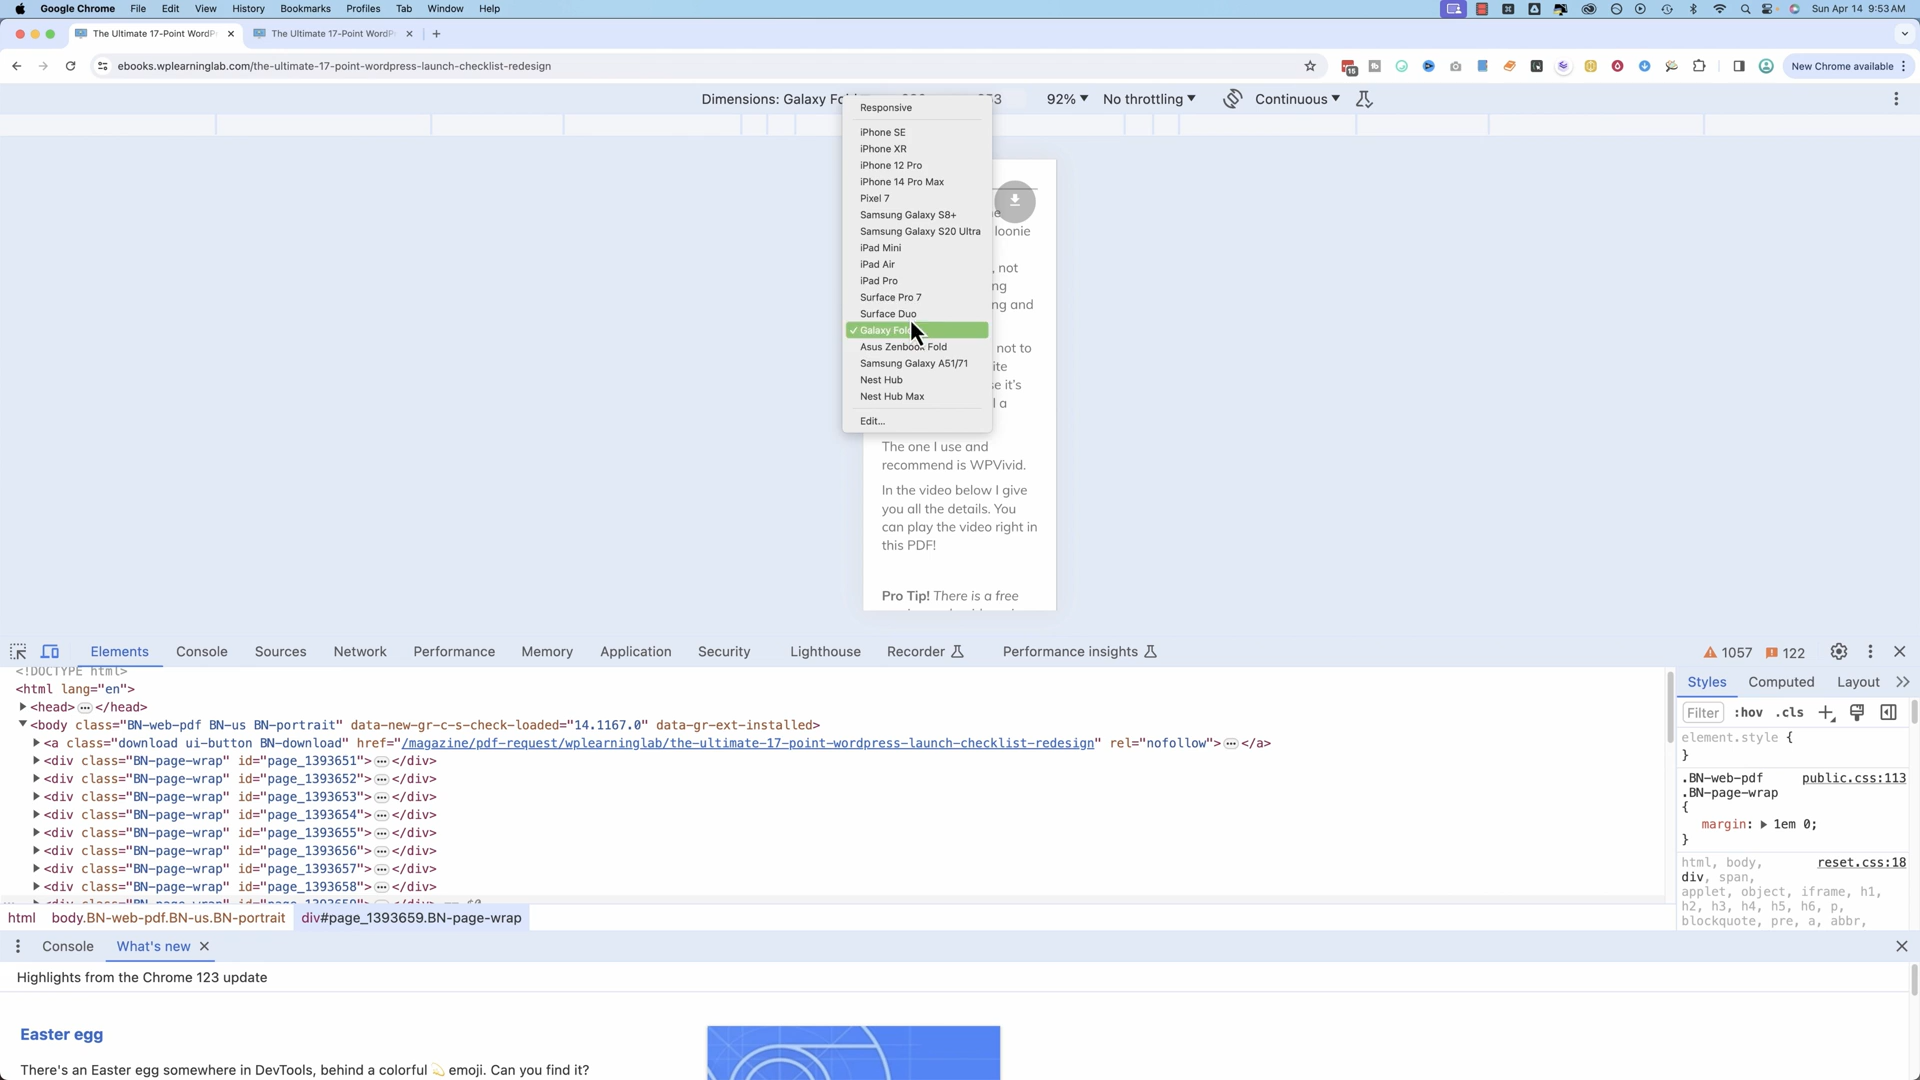 Google Chrome File Edit View History Bookmarks Profiles Tab Window Help Sun Apr 14 9:53 AM
The Ultimate 17-Point WordPr The Ultimate 17-Point WordPr
ebooks.wplearninglab.com/the-ultimate-17-point-wordpress-launch-checklist-redesign 15 New Chrome available
Dimensions: Galaxy Fo 92% No throttling Continuous
Responsive
iPhone SE
iPhone XR
iPhone 12 Pro
iPhone 14 Pro Max
Pixel 7
Samsung Galaxy S8+
Samsung Galaxy S20 Ultra
iPad Mini
iPad Air
iPad Pro
Surface Pro 7
Surface Duo
✓ Galaxy Fol
Asus Zenbook Fold
Samsung Galaxy A51/71
Nest Hub
Nest Hub Max
Edit...
loonie
, not
ng
ng and
not to
ite
se it's
l a
The one I use and
recommend is WPVivid.
In the video below I give
you all the details. You
can play the video right in
this PDF!
Pro Tip! There is a free
Elements Console Sources Network Performance Memory Application Security Lighthouse Recorder Performance insights 1057 122
<!DOCTYPE html>
<html lang="en">
<head> ··· </head>
<body class="BN-web-pdf BN-us BN-portrait" data-new-gr-c-s-check-loaded="14.1167.0" data-gr-ext-installed>
<a class="download ui-button BN-download" href="/magazine/pdf-request/wplearninglab/the-ultimate-17-point-wordpress-launch-checklist-redesign" rel="nofollow"> ··· </a>
<div class="BN-page-wrap" id="page_1393651"> ··· </div>
<div class="BN-page-wrap" id="page_1393652"> ··· </div>
<div class="BN-page-wrap" id="page_1393653"> ··· </div>
<div class="BN-page-wrap" id="page_1393654"> ··· </div>
<div class="BN-page-wrap" id="page_1393655"> ··· </div>
<div class="BN-page-wrap" id="page_1393656"> ··· </div>
<div class="BN-page-wrap" id="page_1393657"> ··· </div>
<div class="BN-page-wrap" id="page_1393658"> ··· </div>
html body.BN-web-pdf.BN-us.BN-portrait div#page_1393659.BN-page-wrap
Styles Computed Layout
Filter :hov .cls
element.style {
}
.BN-web-pdf public.css:113
.BN-page-wrap
{
margin: 1em 0;
}
html, body, reset.css:18
div, span,
applet, object, iframe, h1,
h2, h3, h4, h5, h6, p,
blockquote, pre, a, abbr,
Console What's new
Highlights from the Chrome 123 update
Easter egg
There's an Easter egg somewhere in DevTools, behind a colorful 💫 emoji. Can you find it?